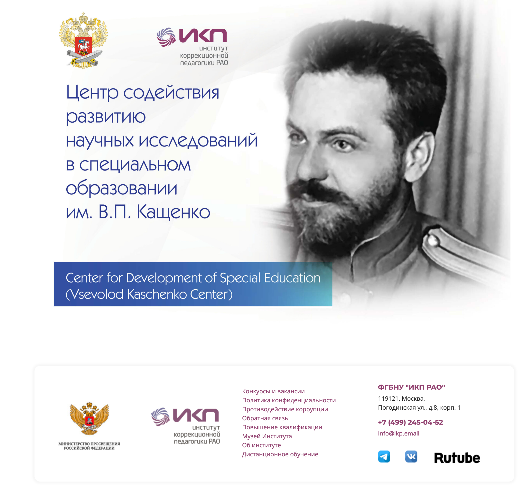 ИКП
институт
коррекционной
педагогики РАО
Центр содействия
развитию
научных исследований
в специальном
образовании
им. В.П. Кащенко
Center for Development of Special Education
(Vsevolod Kaschenko Center)
МИНИСТЕРСТВО ПРОСВЕЩЕНИЯ
РОССИЙСКОЙ ФЕДЕРАЦИИ
ИКП
институт
коррекционной
педагогики РАО
Конкурсы и вакансии
Политика конфиденциальности
Противодействие коррупции
Обратная связь
Повышение квалификации
Музей Института
Об институте
Дистанционное обучение
ФГБНУ "ИКП РАО"
119121, Москва,
Погодинская ул., д.8, корп. 1
+7 (499) 245-04-52
info@ikp.email
Rutube